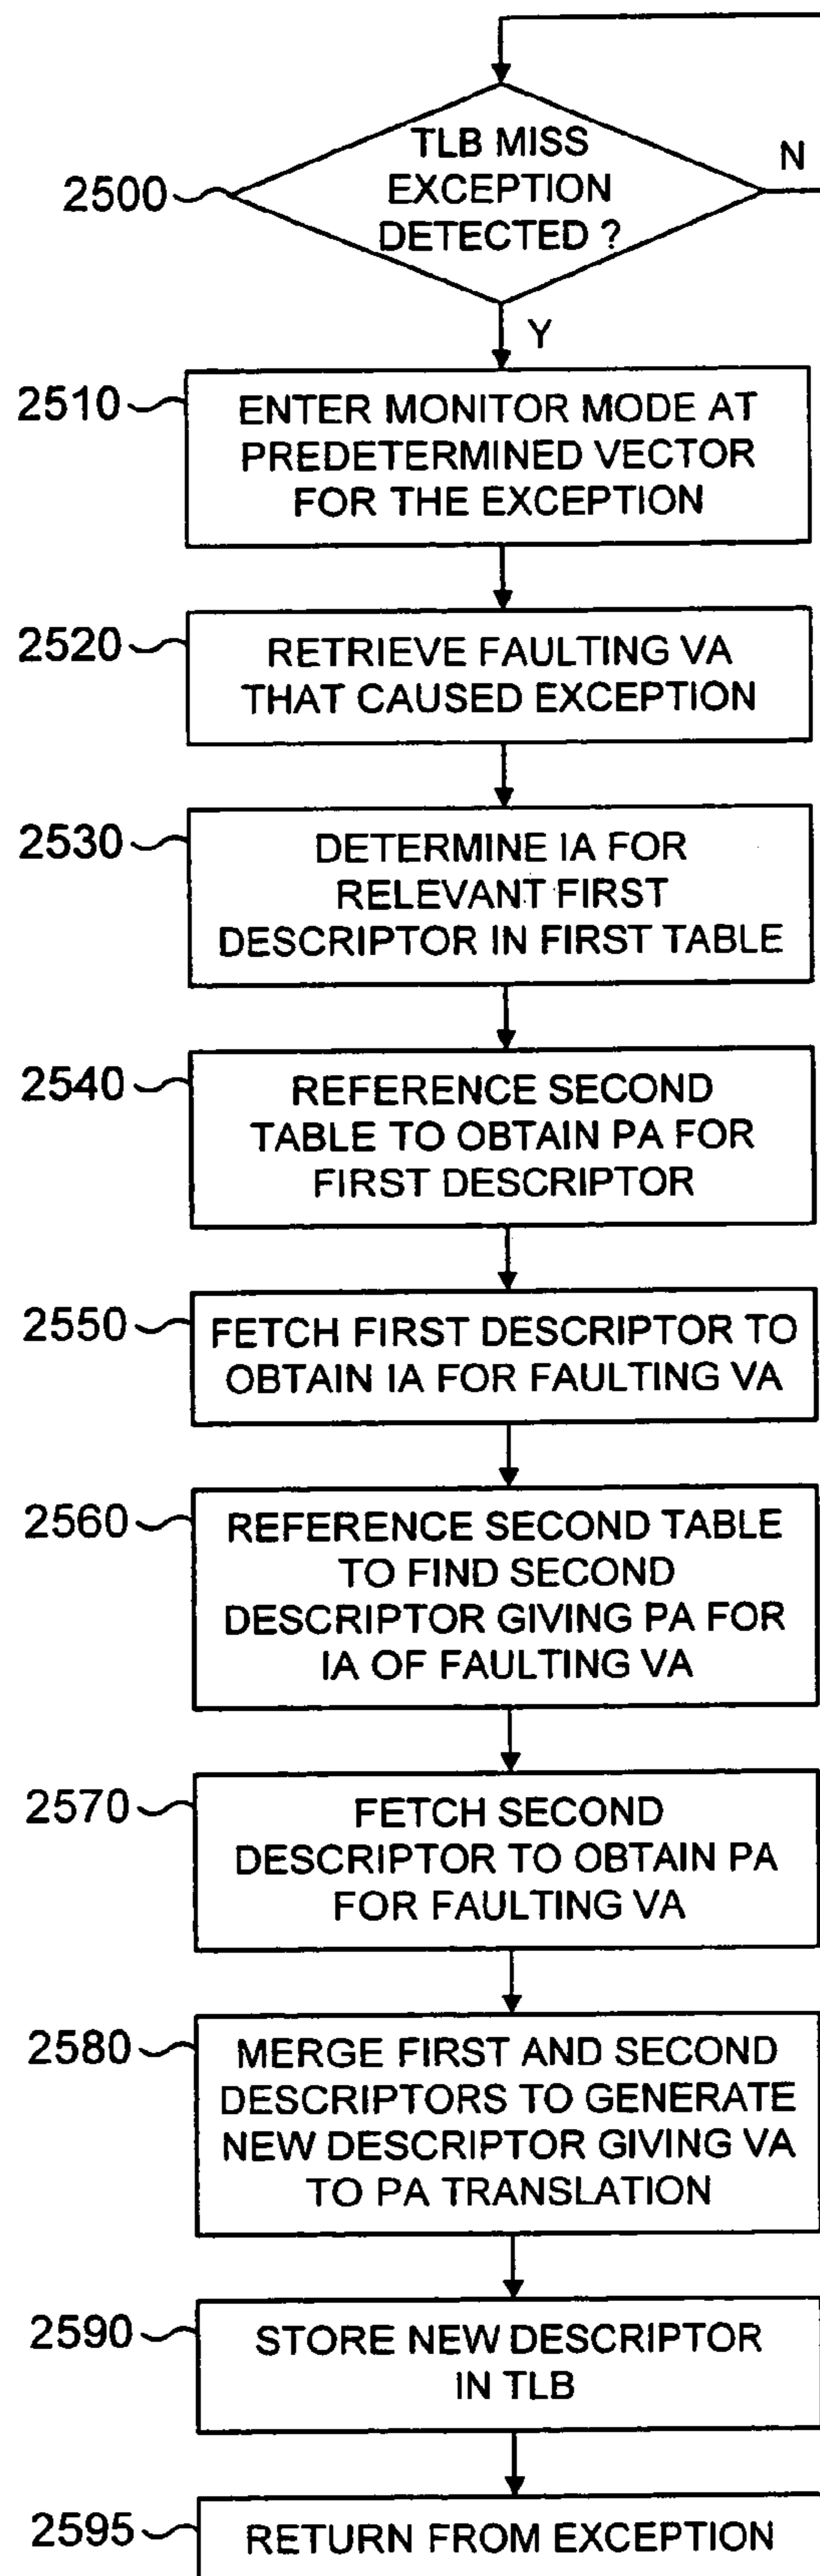 TLB MISS
EXCEPTION
DETECTED ?
N
2500
Y
2510
ENTER MONITOR MODE AT
PREDETERMINED VECTOR
FOR THE EXCEPTION
2520
RETRIEVE FAULTING VA
THAT CAUSED EXCEPTION
2530
DETERMINE IA FOR
RELEVANT FIRST
DESCRIPTOR IN FIRST TABLE
2540
REFERENCE SECOND
TABLE TO OBTAIN PA FOR
FIRST DESCRIPTOR
2550
FETCH FIRST DESCRIPTOR TO
OBTAIN IA FOR FAULTING VA
2560
REFERENCE SECOND TABLE
TO FIND SECOND
DESCRIPTOR GIVING PA FOR
IA OF FAULTING VA
2570
FETCH SECOND
DESCRIPTOR TO OBTAIN PA
FOR FAULTING VA
2580
MERGE FIRST AND SECOND
DESCRIPTORS TO GENERATE
NEW DESCRIPTOR GIVING VA
TO PA TRANSLATION
2590
STORE NEW DESCRIPTOR
IN TLB
2595
RETURN FROM EXCEPTION